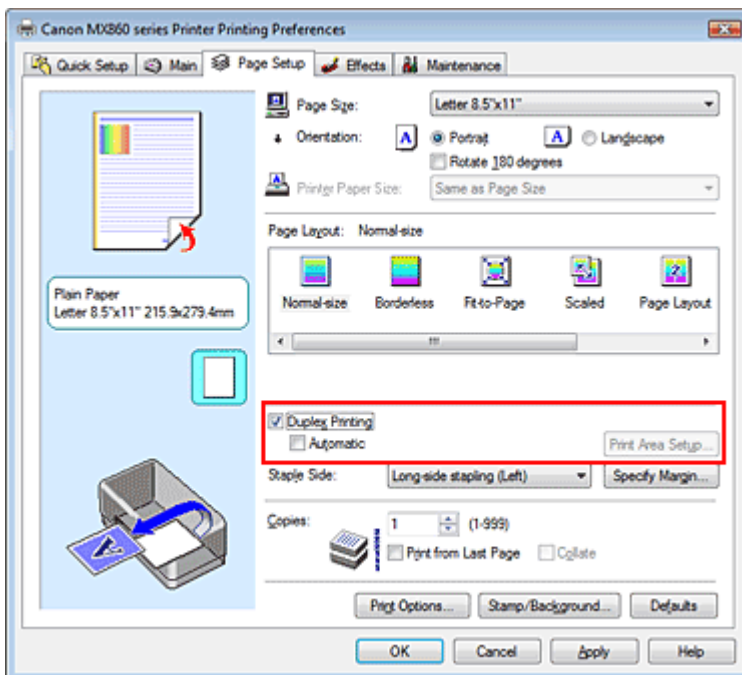 Canon MX860 series Printer Printing Preferences
Quick Setup Main Page Setup Effects Maintenance
Page Size: Letter 8.5"x11"
Orientation: A Portrait A Landscape
Rotate 180 degrees
Printer Paper Size: Same as Page Size
Page Layout: Normal-size
Normal-size Borderless Fit-to-Page Scaled Page Layout
Plain Paper
Letter 8.5"x11" 215.9x279.4mm
Duplex Printing
Automatic Print Area Setup...
Staple Side: Long-side stapling (Left) Specify Margin...
Copies: 1 (1-999)
Print from Last Page Collate
Print Options... Stamp/Background... Defaults
OK Cancel Apply Help